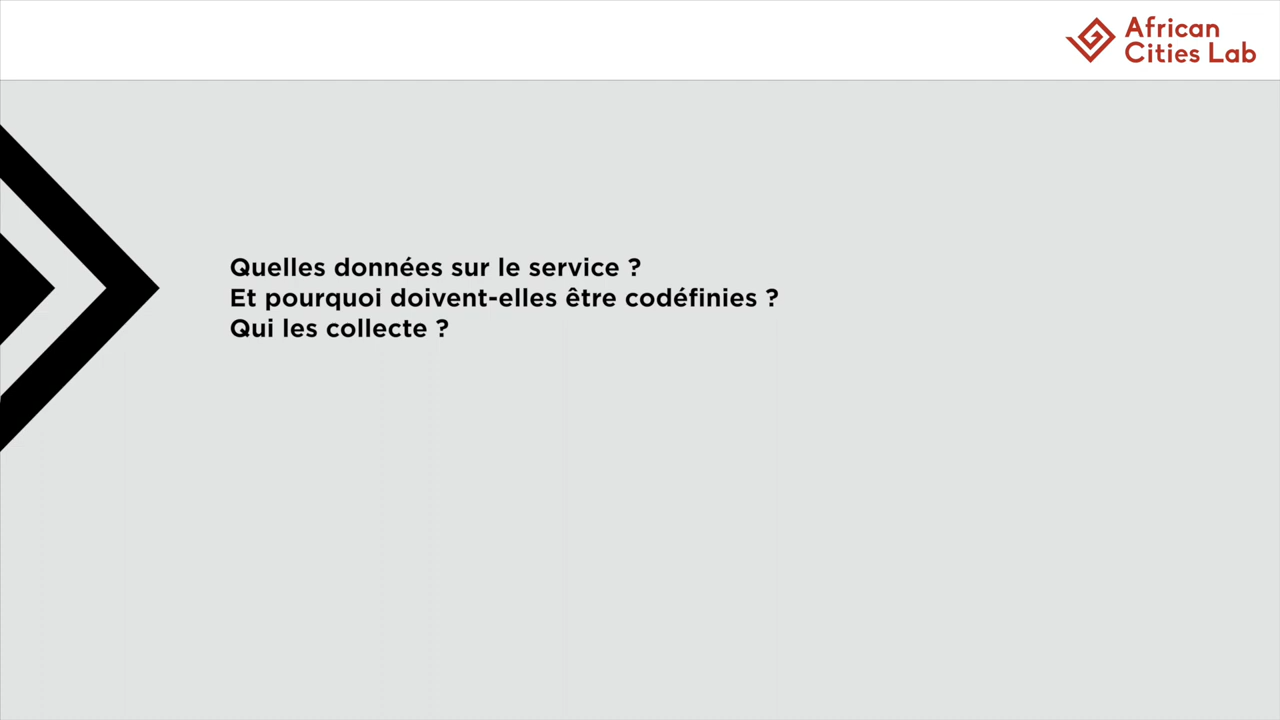 African
Cities Lab
Quelles données sur le service ?
Et pourquoi doivent-elles être codéfinies ?
Qui les collecte ?